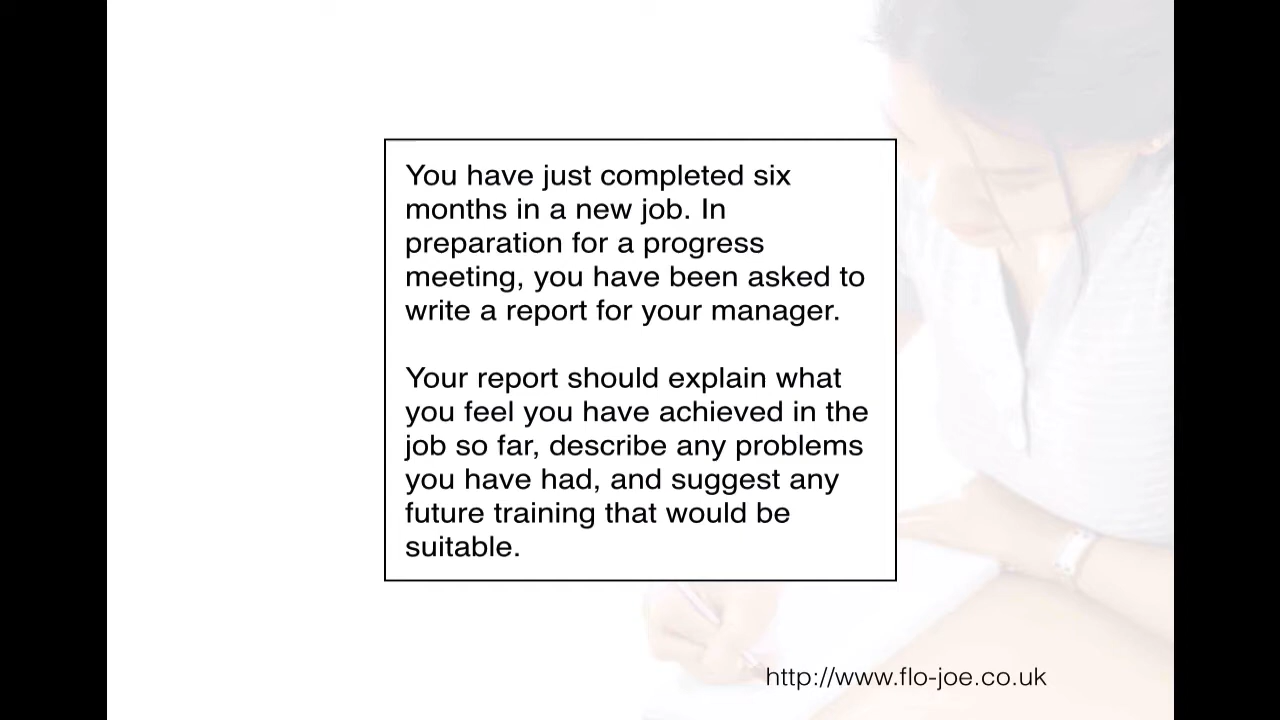 You have just completed six
months in a new job. In
preparation for a progress
meeting, you have been asked to
write a report for your manager.
Your report should explain what
you feel you have achieved in the
job so far, describe any problems
you have had, and suggest any
future training that would be
suitable.
http://www.flo-joe.co.uk